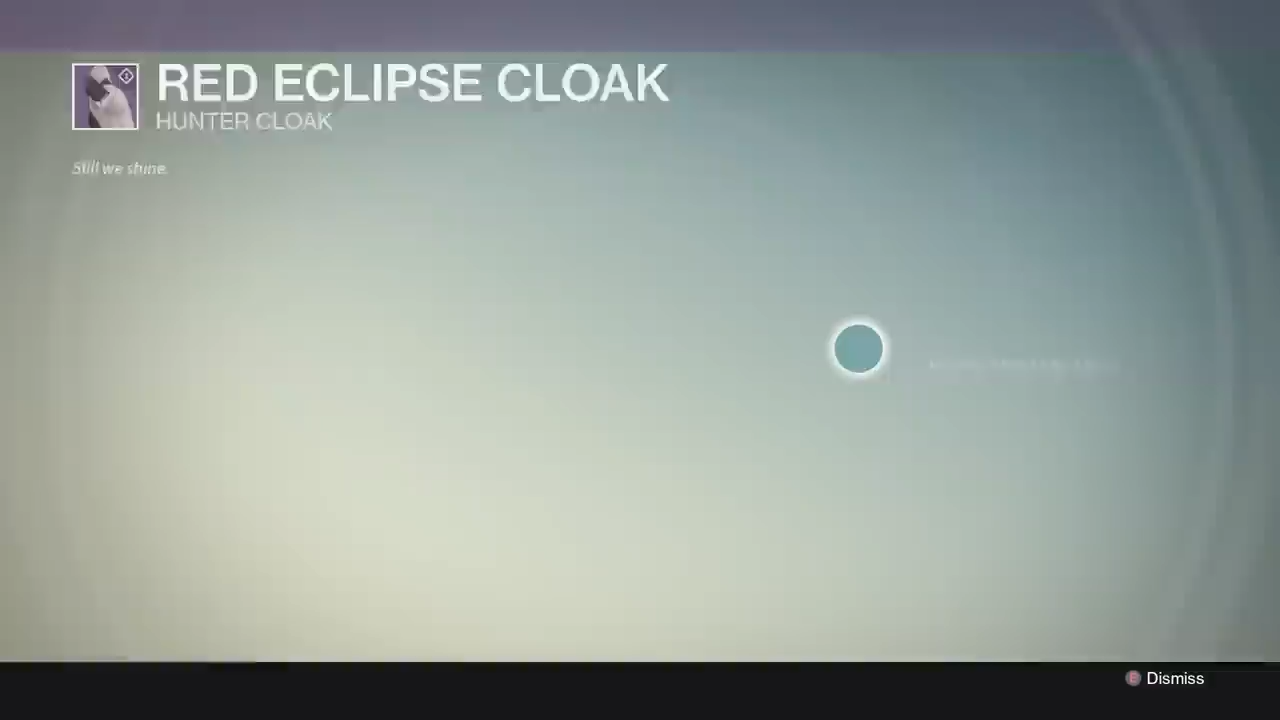 RED ECLIPSE CLOAK
HUNTER CLOAK
Still we shine.
B Dismiss